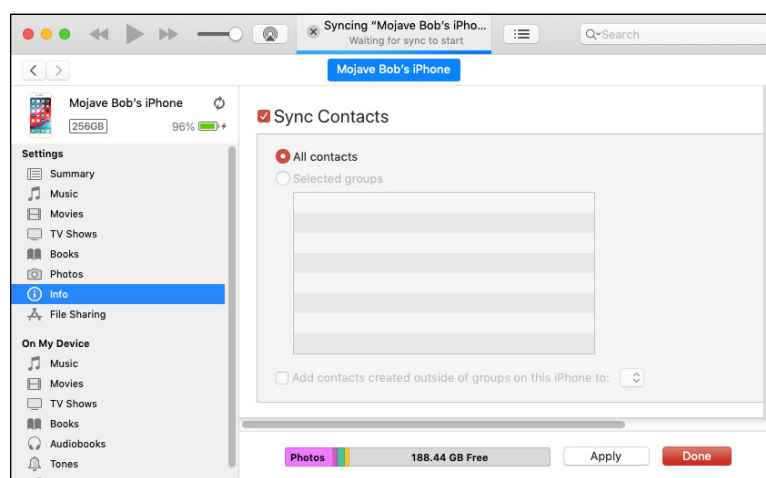 Syncing “Mojave Bob’s iPho...
Waiting for sync to start
Search
Mojave Bob’s iPhone
Mojave Bob’s iPhone
256GB
96%
Settings
Summary
Music
Movies
TV Shows
Books
Photos
Info
File Sharing
On My Device
Music
Movies
TV Shows
Books
Audiobooks
Tones
Sync Contacts
All contacts
Selected groups
Add contacts created outside of groups on this iPhone to:
Photos
188.44 GB Free
Apply
Done